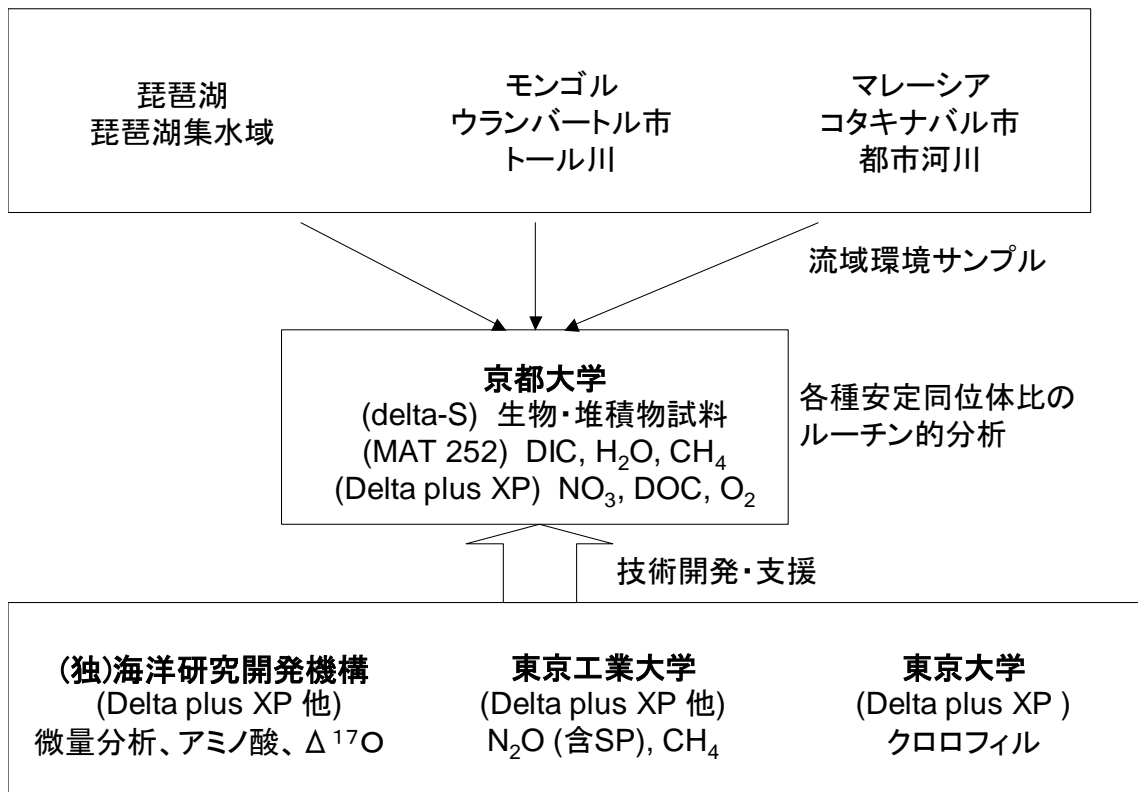 琵琶湖
琵琶湖集水域
モンゴル
ウランバートル市
トール川
マレーシア
コタキナバル市
都市河川
流域環境サンプル
京都大学
(delta-S) 生物・堆積物試料
(MAT 252) DIC, H₂O, CH₄
(Delta plus XP) NO₃, DOC, O₂
各種安定同位体比の
ルーチン的分析
技術開発・支援
(独)海洋研究開発機構
(Delta plus XP 他)
微量分析、アミノ酸、Δ¹⁷O
東京工業大学
(Delta plus XP 他)
N₂O (含SP), CH₄
東京大学
(Delta plus XP )
クロロフィル